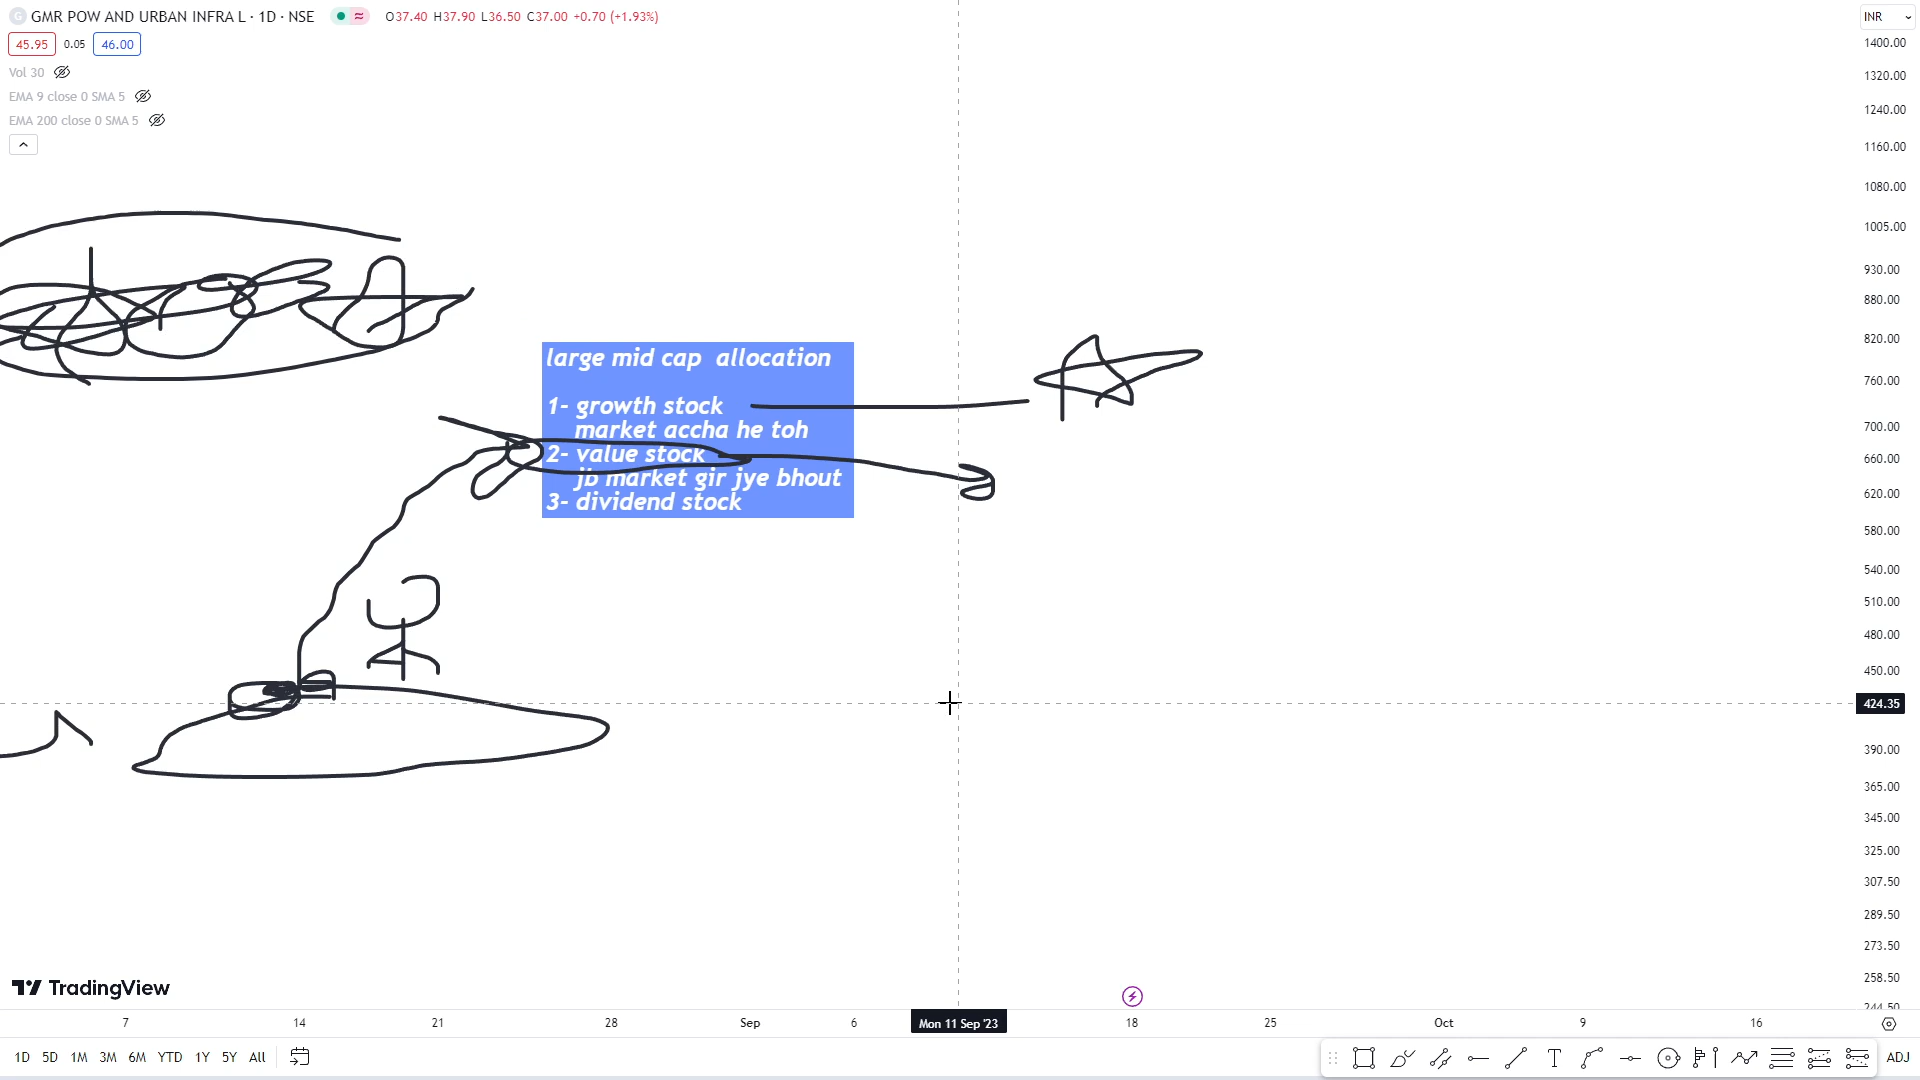 GMR POW AND URBAN INFRA L · 1D · NSE
O37.40 H37.90 L36.50 C37.00 +0.70 (+1.93%)
INR
45.95 0.05 46.00
Vol 30
EMA 9 close 0 SMA 5
EMA 200 close 0 SMA 5
1400.00
1320.00
1240.00
1160.00
1080.00
1005.00
930.00
880.00
820.00
760.00
700.00
660.00
620.00
580.00
540.00
510.00
480.00
450.00
424.35
390.00
365.00
345.00
325.00
307.50
289.50
273.50
258.50
244.50
large mid cap allocation
1- growth stock
market accha he toh
2- value stock
jb market gir jye bhout
3- dividend stock
TradingView
7 14 21 28 Sep 6 Mon 11 Sep '23 18 25 Oct 9 16
1D 5D 1M 3M 6M YTD 1Y 5Y All
ADJ